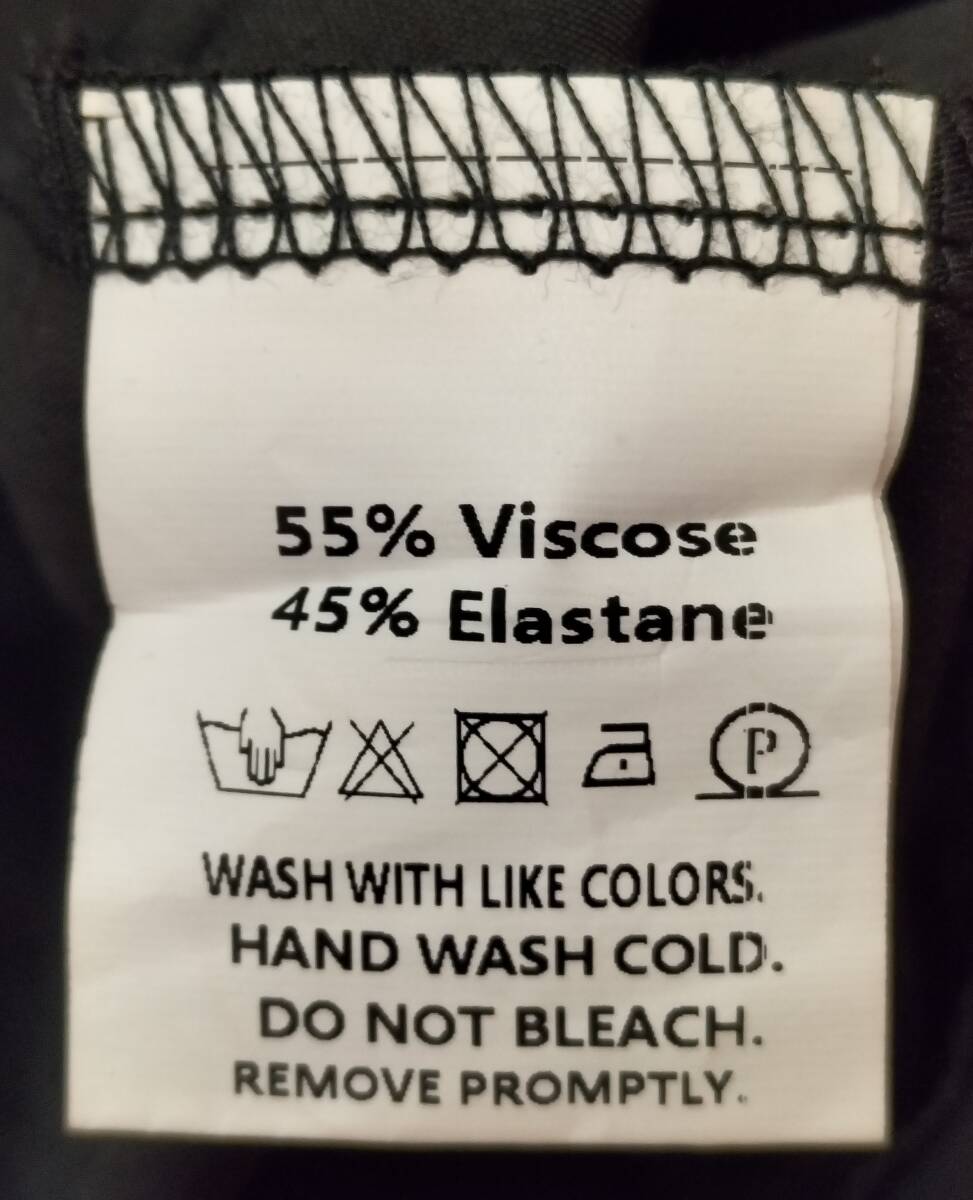 55% Viscose
45% Elastane
P
WASH WITH LIKE COLORS.
HAND WASH COLD.
DO NOT BLEACH.
REMOVE PROMPTLY.